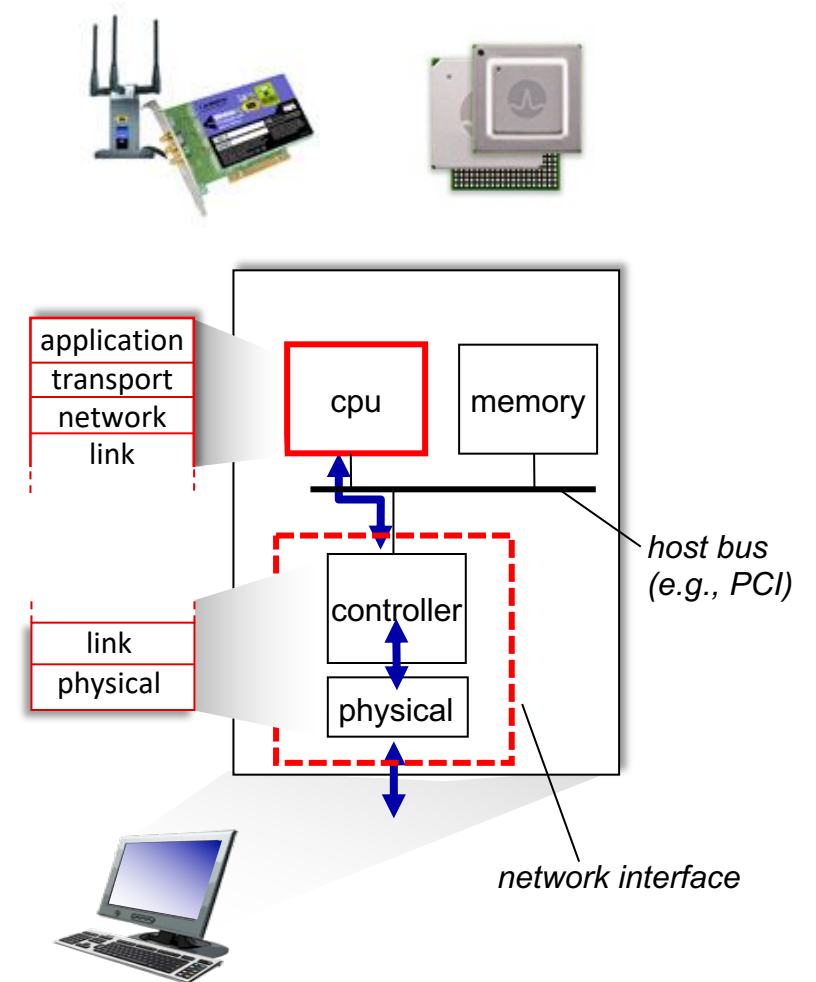 application
transport
network
link
cpu
memory
host bus
(e.g., PCI)
controller
link
physical
physical
network interface